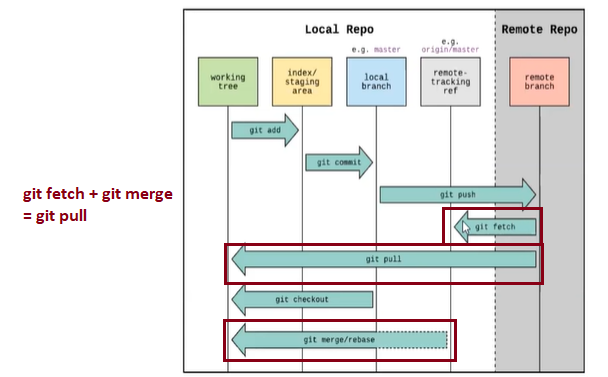 Local Repo
Remote Repo
e.g. master
e.g.
origin/master
working
tree
index/
staging
area
local
branch
remote-
tracking
ref
remote
branch
git add
git commit
git push
git fetch + git merge
= git pull
git fetch
git pull
git checkout
git merge/rebase